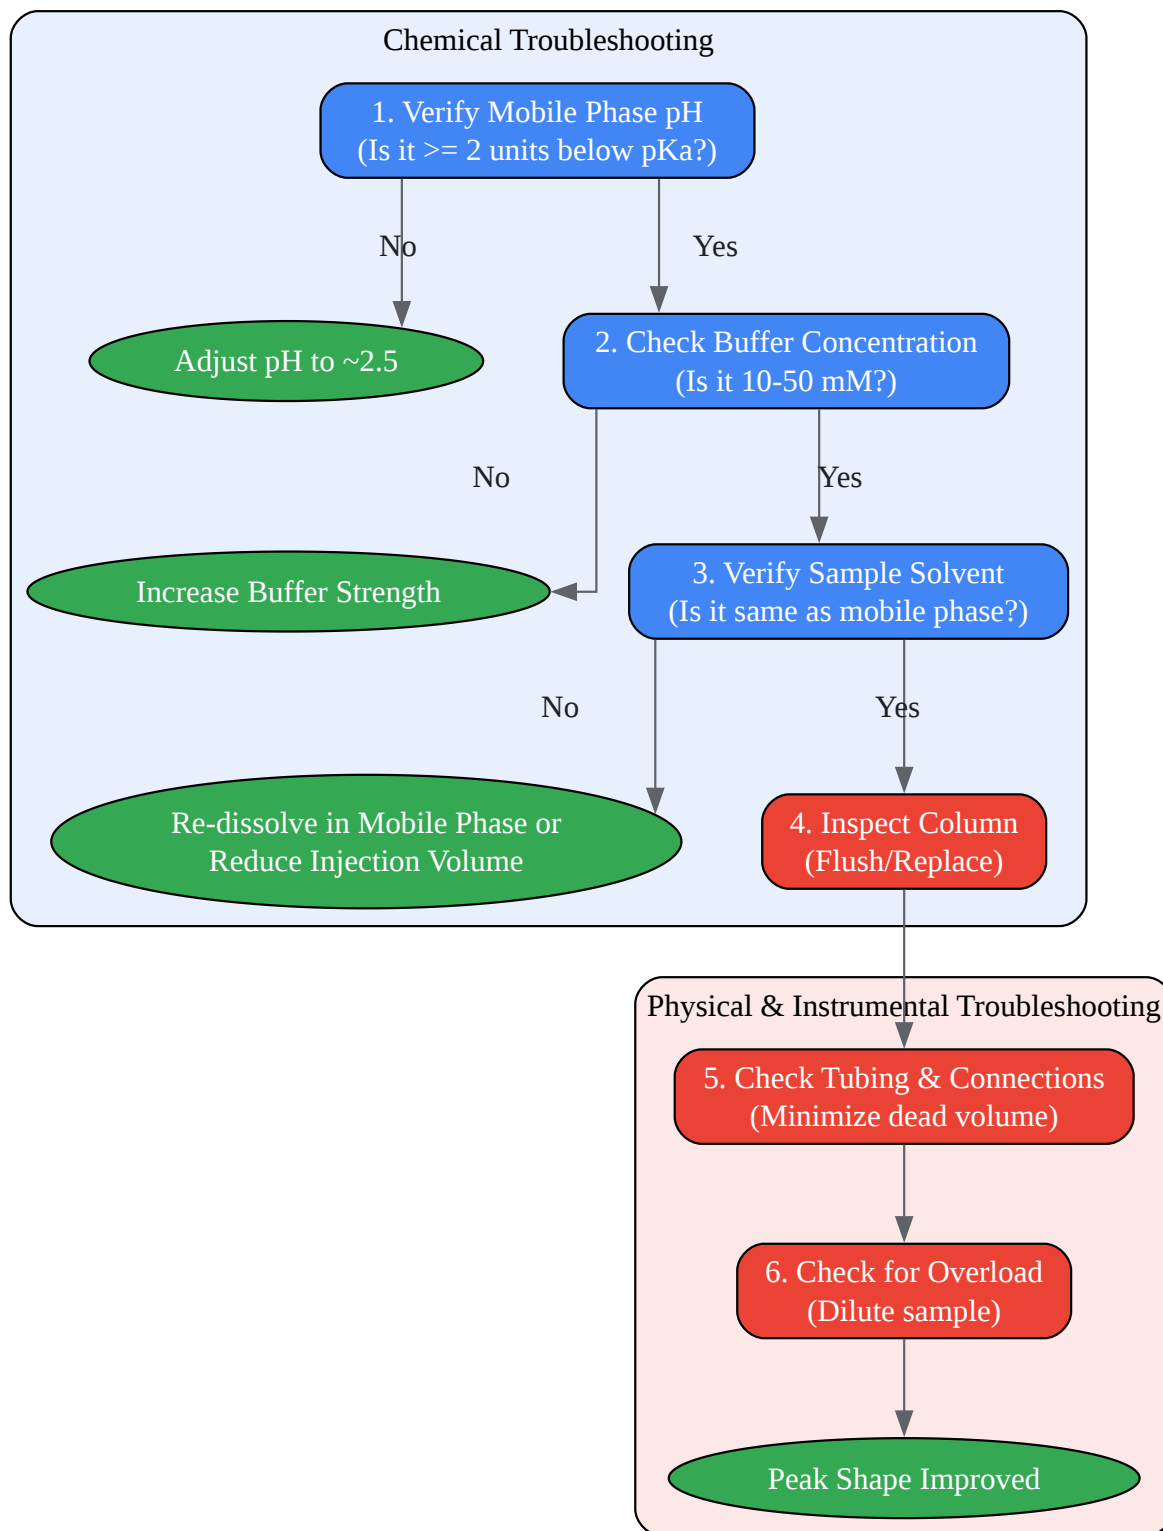 Chemical Troubleshooting
1. Verify Mobile Phase pH
(Is it >= 2 units below pKa?)
No
Yes
Adjust pH to ~2.5
2. Check Buffer Concentration
(Is it 10-50 mM?)
No
Yes
Increase Buffer Strength
3. Verify Sample Solvent
(Is it same as mobile phase?)
No
Yes
Re-dissolve in Mobile Phase or
Reduce Injection Volume
4. Inspect Column
(Flush/Replace)
Physical & Instrumental Troubleshooting
5. Check Tubing & Connections
(Minimize dead volume)
6. Check for Overload
(Dilute sample)
Peak Shape Improved